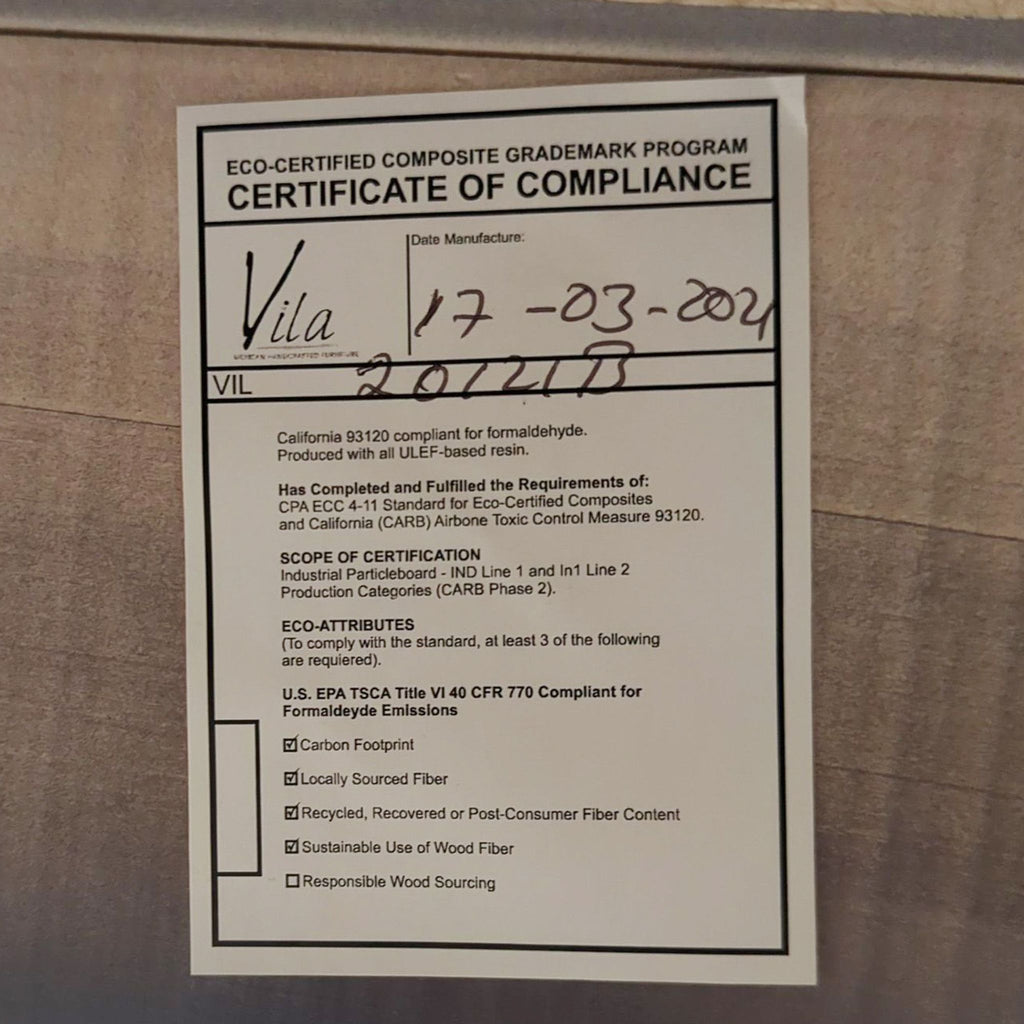 ECO-CERTIFIED COMPOSITE GRADEMARK PROGRAM
CERTIFICATE OF COMPLIANCE
Vila
Date Manufacture:
17-03-2021
VIL
California 93120 compliant for formaldehyde.
Produced with all ULEF-based resin.
Has Completed and Fulfilled the Requirements of:
CPA ECC 4-11 Standard for Eco-Certified Composites
and California (CARB) Airbone Toxic Control Measure 93120.
SCOPE OF CERTIFICATION
Industrial Particleboard - IND Line 1 and In1 Line 2
Production Categories (CARB Phase 2).
ECO-ATTRIBUTES
(To comply with the standard, at least 3 of the following
are requiered).
U.S. EPA TSCA Title VI 40 CFR 770 Compliant for
Formaldeyde Emissions
Carbon Footprint
Locally Sourced Fiber
Recycled, Recovered or Post-Consumer Fiber Content
Sustainable Use of Wood Fiber
Responsible Wood Sourcing